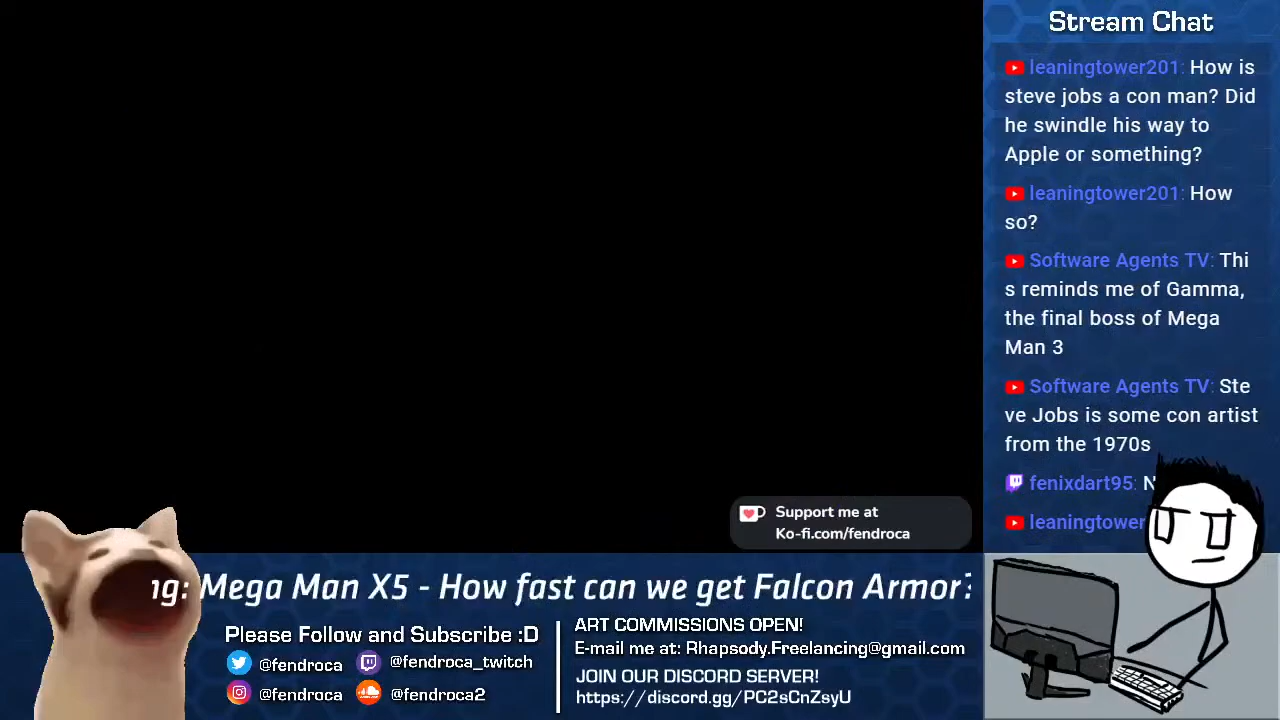 Stream Chat
leaningtower201: How is
steve jobs a con man? Did
he swindle his way to
Apple or something?
leaningtower201: How
so?
Software Agents TV: Thi
s reminds me of Gamma,
the final boss of Mega
Man 3
Software Agents TV: Ste
ve Jobs is some con artist
from the 1970s
fenixdart95:
Support me at
Ko-fi.com/fendroca
Mega Man X5 - How fast can we get Falcon Armor?
Please Follow and Subscribe :D
@fendroca
@fendroca_twitch
@fendroca
@fendroca2
ART COMMISSIONS OPEN!
E-mail me at: Rhapsody.Freelancing@gmail.com
JOIN OUR DISCORD SERVER!
https://discord.gg/PC2sCnZsyU